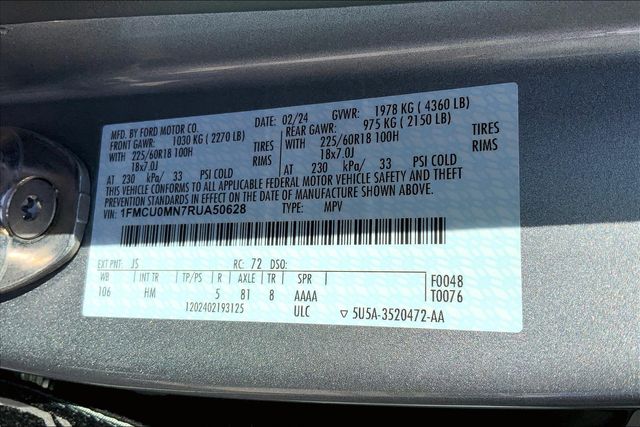 MFD. BY FORD MOTOR CO. DATE: 02/24 GVWR: 1978 KG ( 4360 LB)
FRONT GAWR: 1030 KG ( 2270 LB) REAR GAWR: 975 KG ( 2150 LB)
WITH 225/60R18 100H TIRES WITH 225/60R18 100H TIRES
18x7.0J RIMS 18x7.0J RIMS
AT 230 kPa/ 33 PSI COLD AT 230 kPa/ 33 PSI COLD
THIS VEHICLE CONFORMS TO ALL APPLICABLE FEDERAL MOTOR VEHICLE SAFETY AND THEFT
PREVENTION STANDARDS IN EFFECT ON THE DATE OF MANUFACTURE SHOWN ABOVE.
VIN: 1FMCU0MN7RUA50628 TYPE: MPV
EXT PNT: JS RC: 72 DSO:
WB INT TR TP/PS R AXLE TR SPR F0048
106 HM 5 81 8 AAAA T0076
1202402193125 ULC ▽ 5U5A-3520472-AA